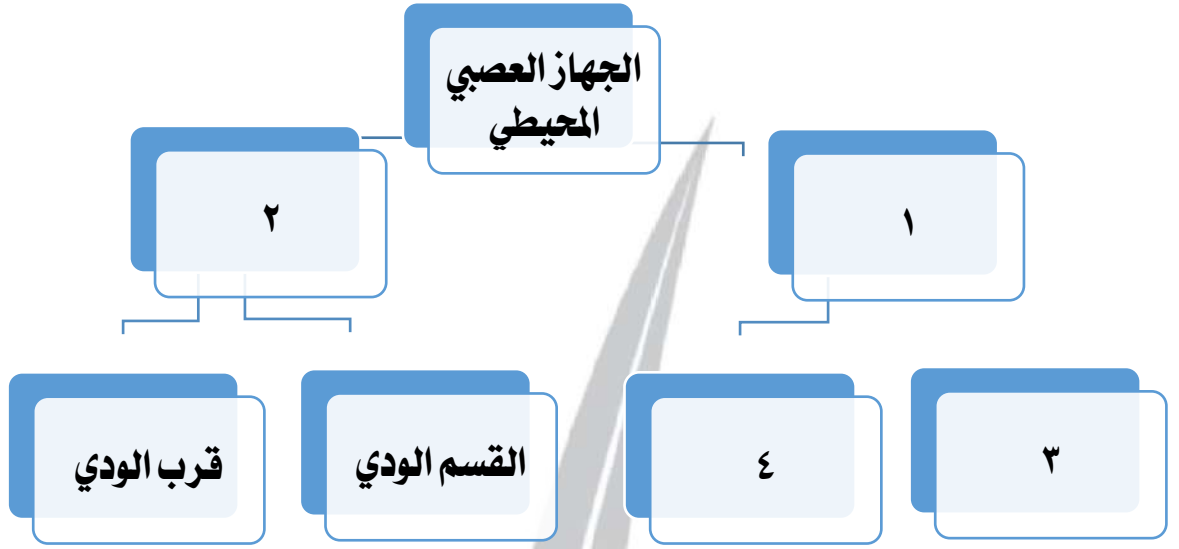 الجهاز العصبي
المحيطي
١
٢
٣
٤
القسم الودي
قرب الودي